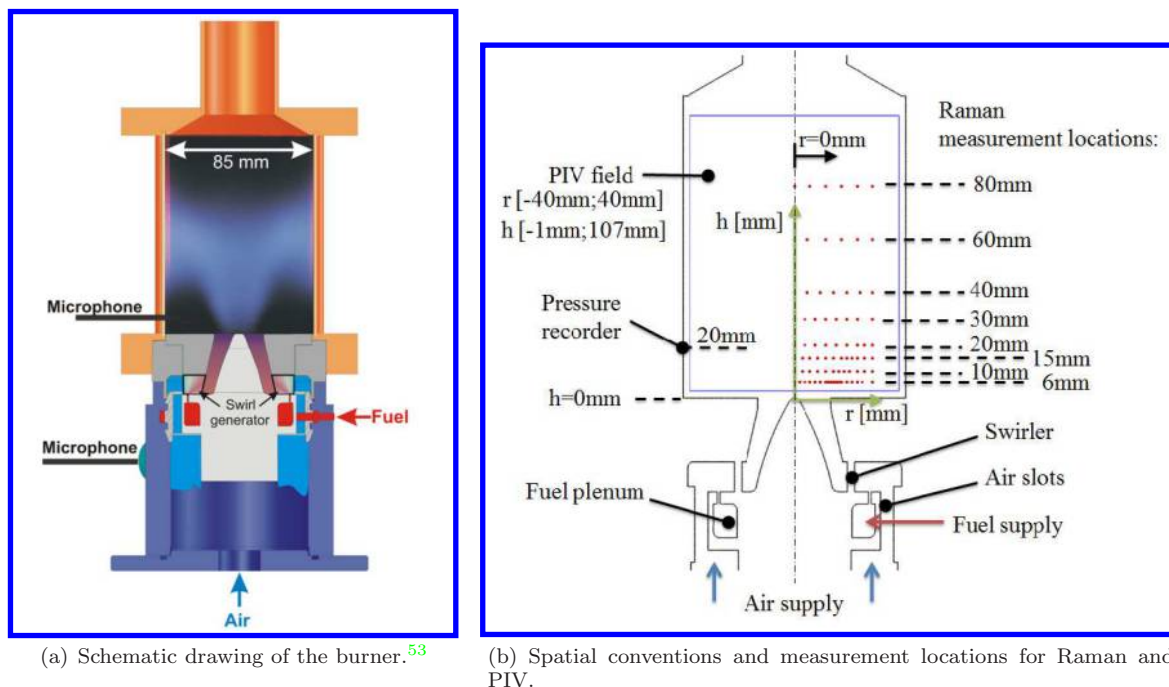 85 mm
Microphone
Swirl
generator
Fuel
Microphone
Air
(a) Schematic drawing of the burner.53
Raman
measurement locations:
r=0mm
PIV field
r [-40mm;40mm]
h [-1mm;107mm]
h [mm]
80mm
60mm
40mm
30mm
20mm
15mm
10mm
6mm
Pressure
recorder
20mm
h=0mm
r [mm]
Swirler
Air slots
Fuel plenum
Fuel supply
Air supply
(b) Spatial conventions and measurement locations for Raman and
PIV.